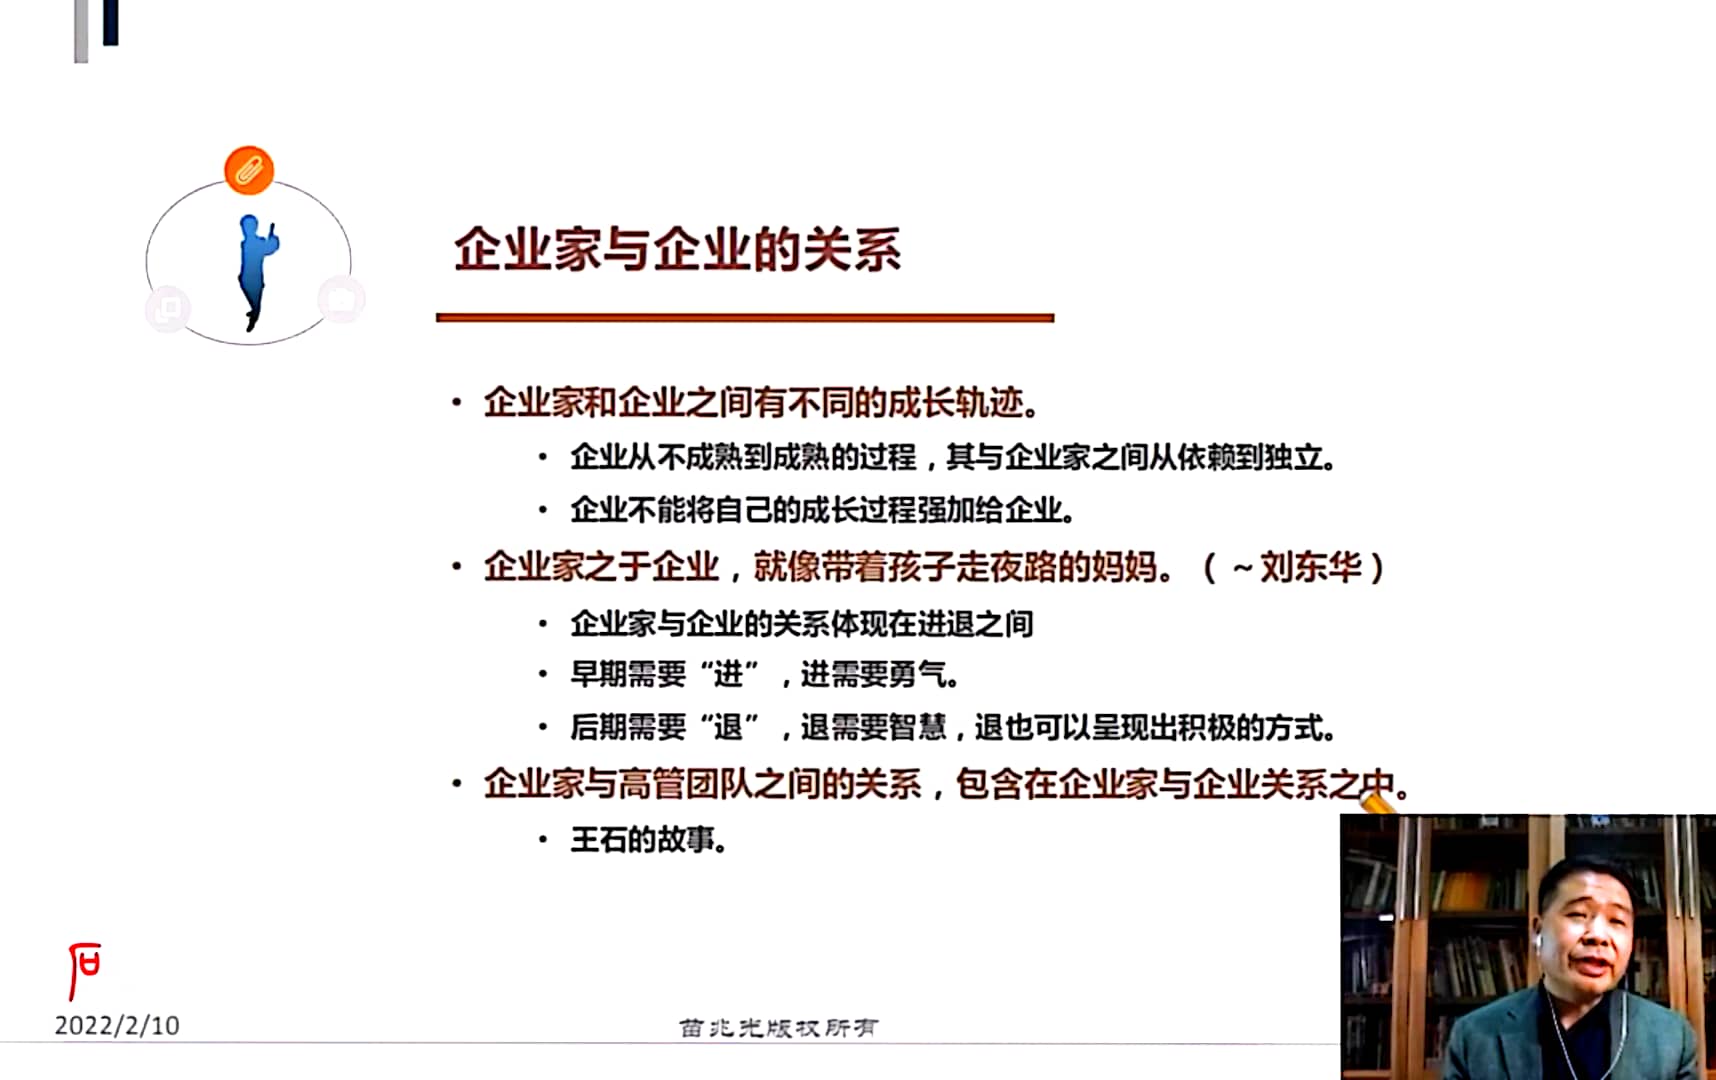 企业家与企业的关系
• 企业家和企业之间有不同的成长轨迹。
• 企业从不成熟到成熟的过程，其与企业家之间从依赖到独立。
• 企业不能将自己的成长过程强加给企业。
• 企业家之于企业，就像带着孩子走夜路的妈妈。（～刘东华）
• 企业家与企业的关系体现在进退之间
• 早期需要“进”，进需要勇气。
• 后期需要“退”，退需要智慧，退也可以呈现出积极的方式。
• 企业家与高管团队之间的关系，包含在企业家与企业关系之中。
• 王石的故事。
2022/2/10
苗兆光版权所有